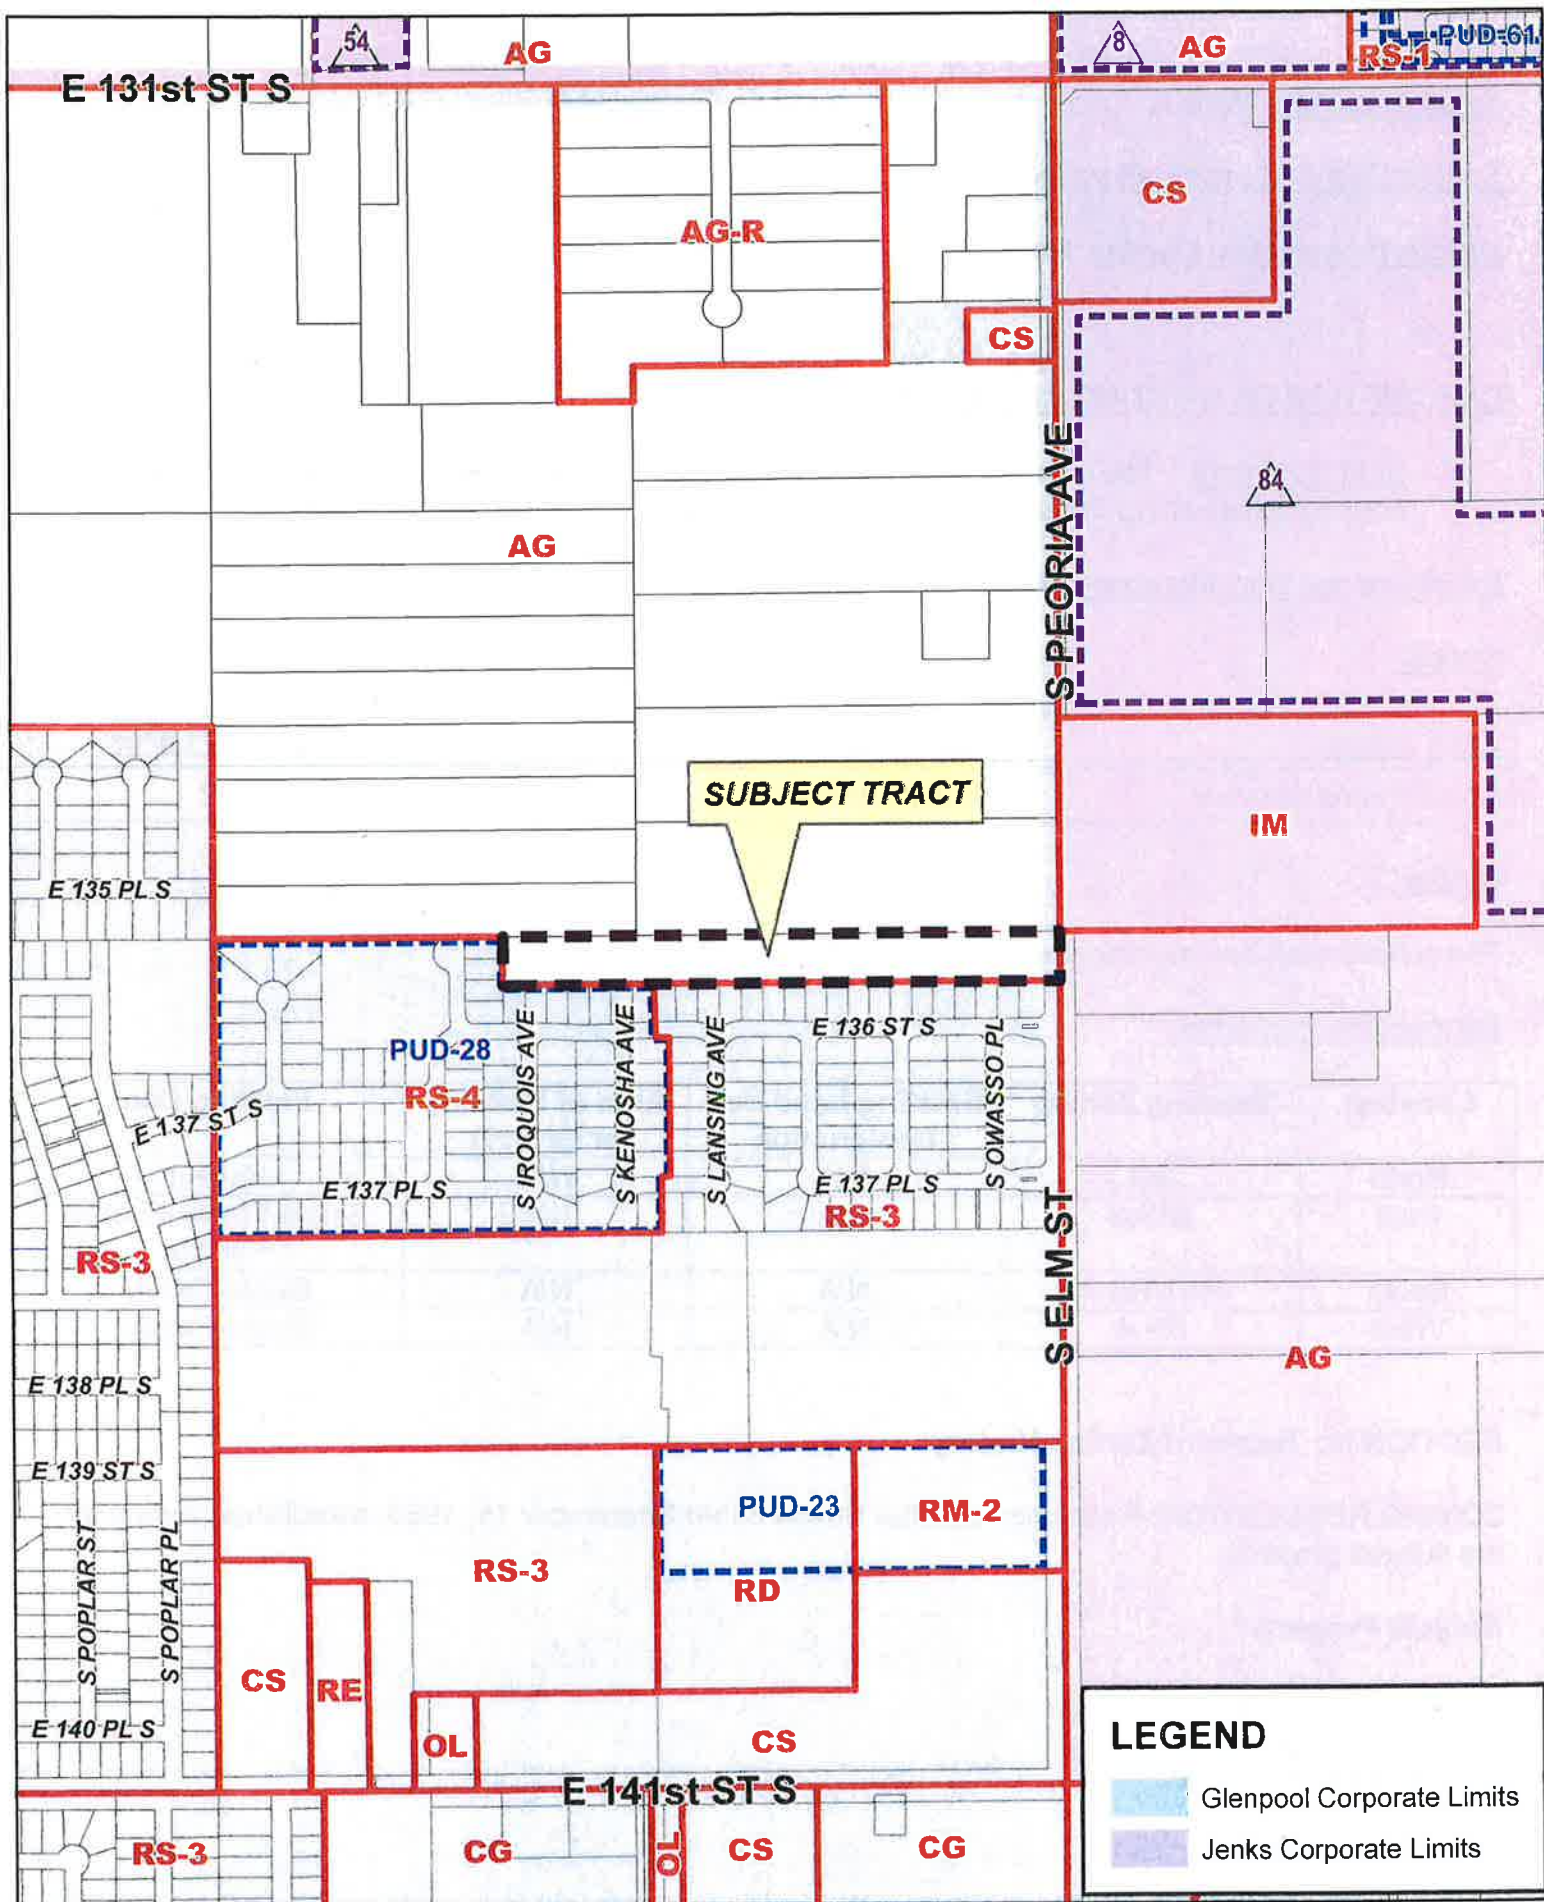 54
AG
8
AG
RS-1
PUD-61
E 131st ST S
CS
AG-R
CS
S PEORIA AVE
84
AG
SUBJECT TRACT
IM
E 135 PL S
E 136 ST S
S IROQUOIS AVE
S KENOSHA AVE
S LANSING AVE
S OWASSO PL
PUD-28
RS-4
E 137 ST S
E 137 PL S
E 137 PL S
RS-3
RS-3
S ELM ST
AG
E 138 PL S
E 139 ST S
PUD-23
RM-2
RS-3
RD
S POPLAR ST
S POPLAR PL
CS
RE
E 140 PL S
OL
CS
E 141st ST S
RS-3
CG
OL
CS
CG
LEGEND
Glenpool Corporate Limits
Jenks Corporate Limits